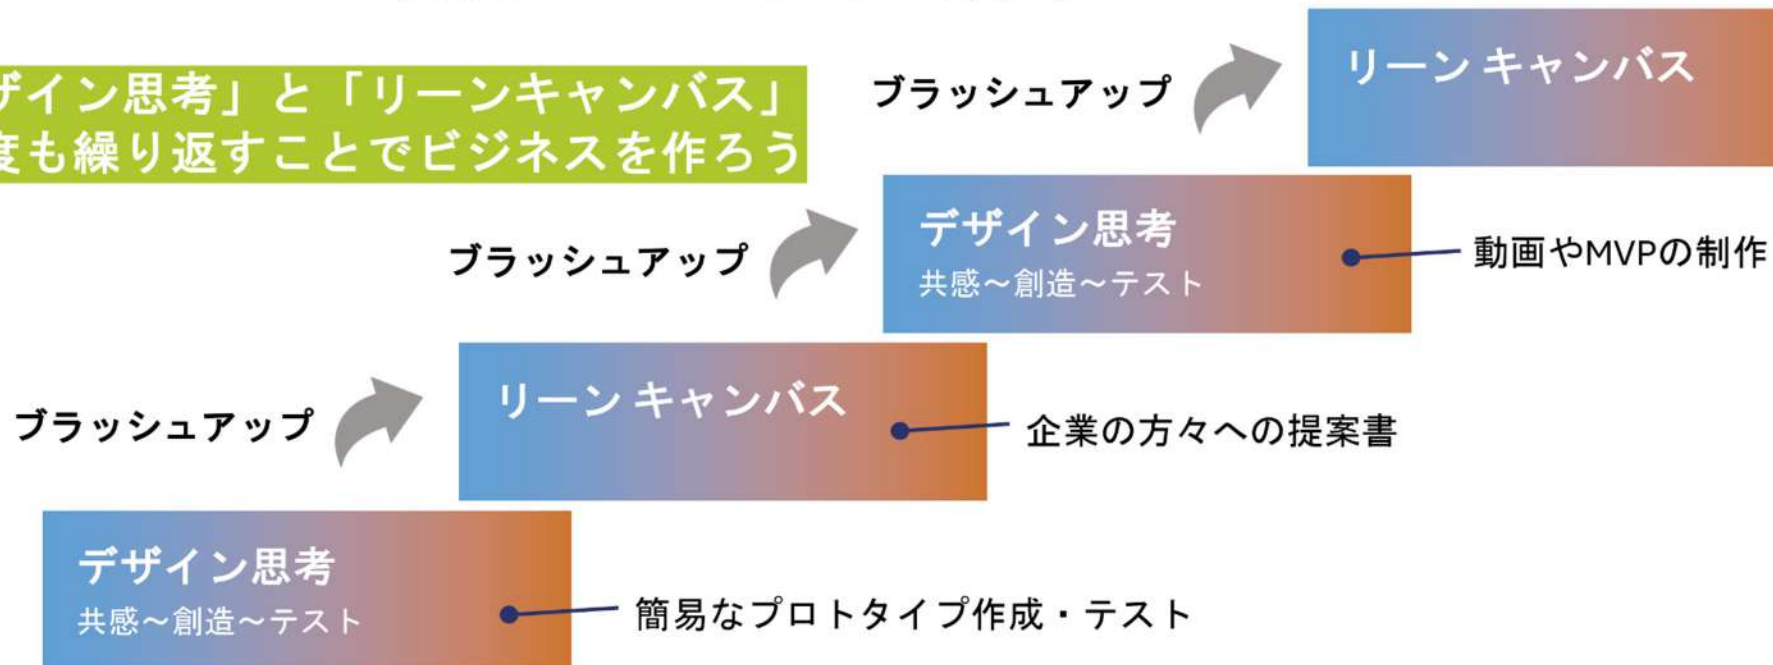 ザイン思考」と「リーンキャンバス」
度も繰り返すことでビジネスを作ろう
ブラッシュアップ
リーン キャンバス
ブラッシュアップ
デザイン思考
共感～創造～テスト
動画やMVPの制作
ブラッシュアップ
リーン キャンバス
企業の方々への提案書
デザイン思考
共感～創造～テスト
簡易なプロトタイプ作成・テスト